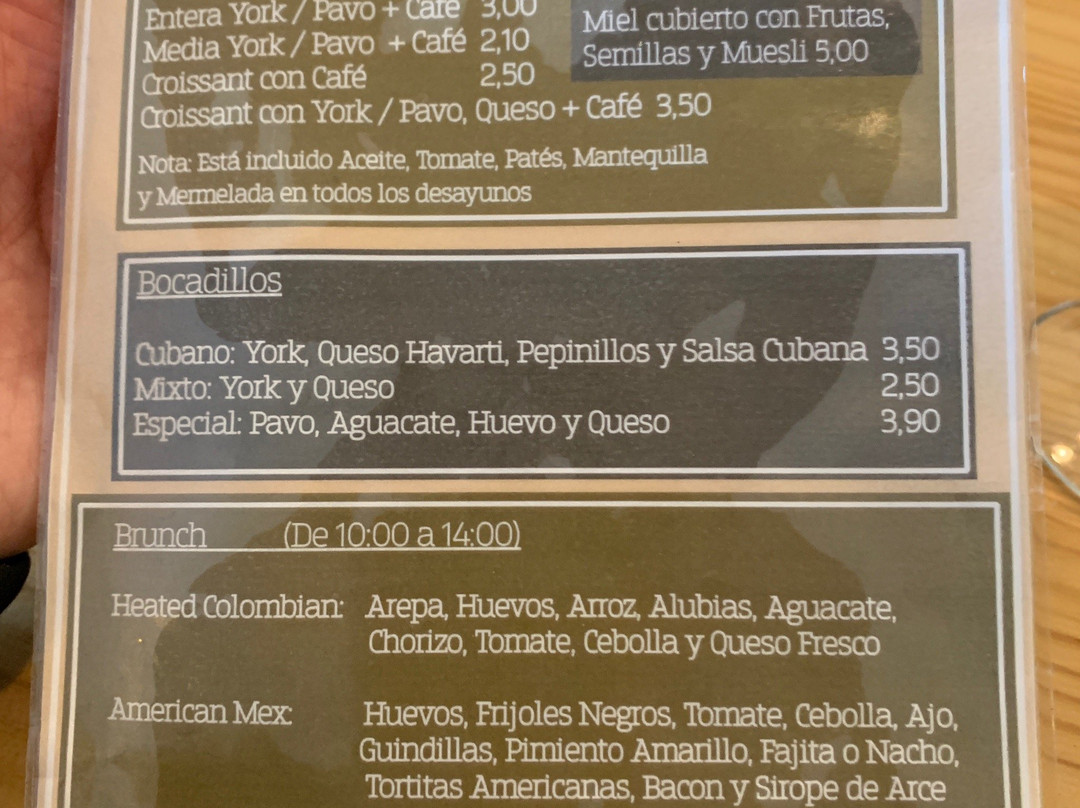 Entera York / Pavo + Café 3,00
Media York / Pavo + Café 2,10
Croissant con Café 2,50
Croissant con York / Pavo, Queso + Café 3,50
Nota: Está incluido Aceite, Tomate, Patés, Mantequilla
y Mermelada en todos los desayunos
Miel cubierto con Frutas,
Semillas y Muesli 5,00
Bocadillos
Cubano: York, Queso Havarti, Pepinillos y Salsa Cubana 3,50
Mixto: York y Queso 2,50
Especial: Pavo, Aguacate, Huevo y Queso 3,90
Brunch (De 10:00 a 14:00)
Heated Colombian: Arepa, Huevos, Arroz, Alubias, Aguacate,
Chorizo, Tomate, Cebolla y Queso Fresco
American Mex: Huevos, Frijoles Negros, Tomate, Cebolla, Ajo,
Guindillas, Pimiento Amarillo, Fajita o Nacho,
Tortitas Americanas, Bacon y Sirope de Arce